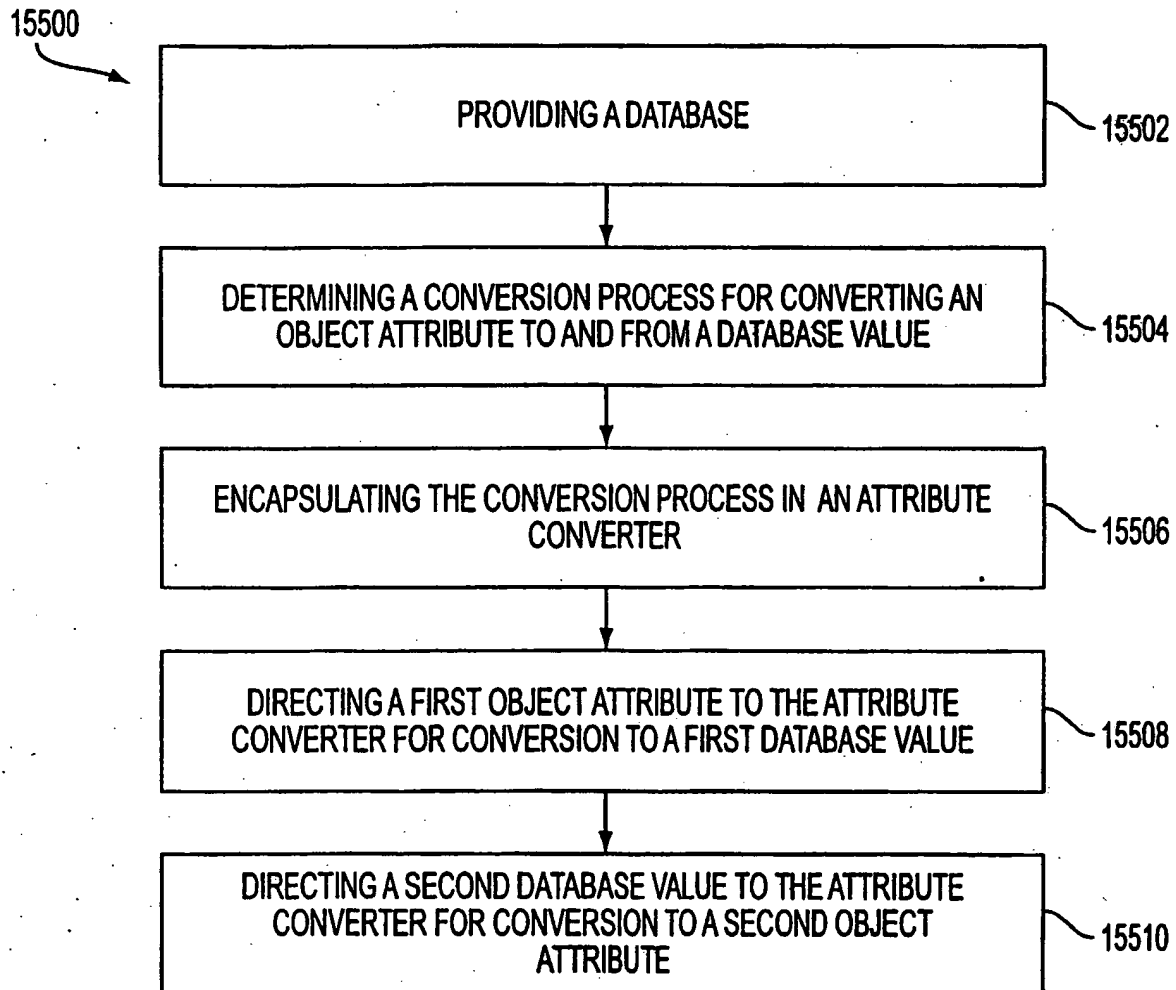 15500
PROVIDING A DATABASE
15502
DETERMINING A CONVERSION PROCESS FOR CONVERTING AN
OBJECT ATTRIBUTE TO AND FROM A DATABASE VALUE
15504
ENCAPSULATING THE CONVERSION PROCESS IN AN ATTRIBUTE
CONVERTER
15506
DIRECTING A FIRST OBJECT ATTRIBUTE TO THE ATTRIBUTE
CONVERTER FOR CONVERSION TO A FIRST DATABASE VALUE
15508
DIRECTING A SECOND DATABASE VALUE TO THE ATTRIBUTE
CONVERTER FOR CONVERSION TO A SECOND OBJECT
ATTRIBUTE
15510